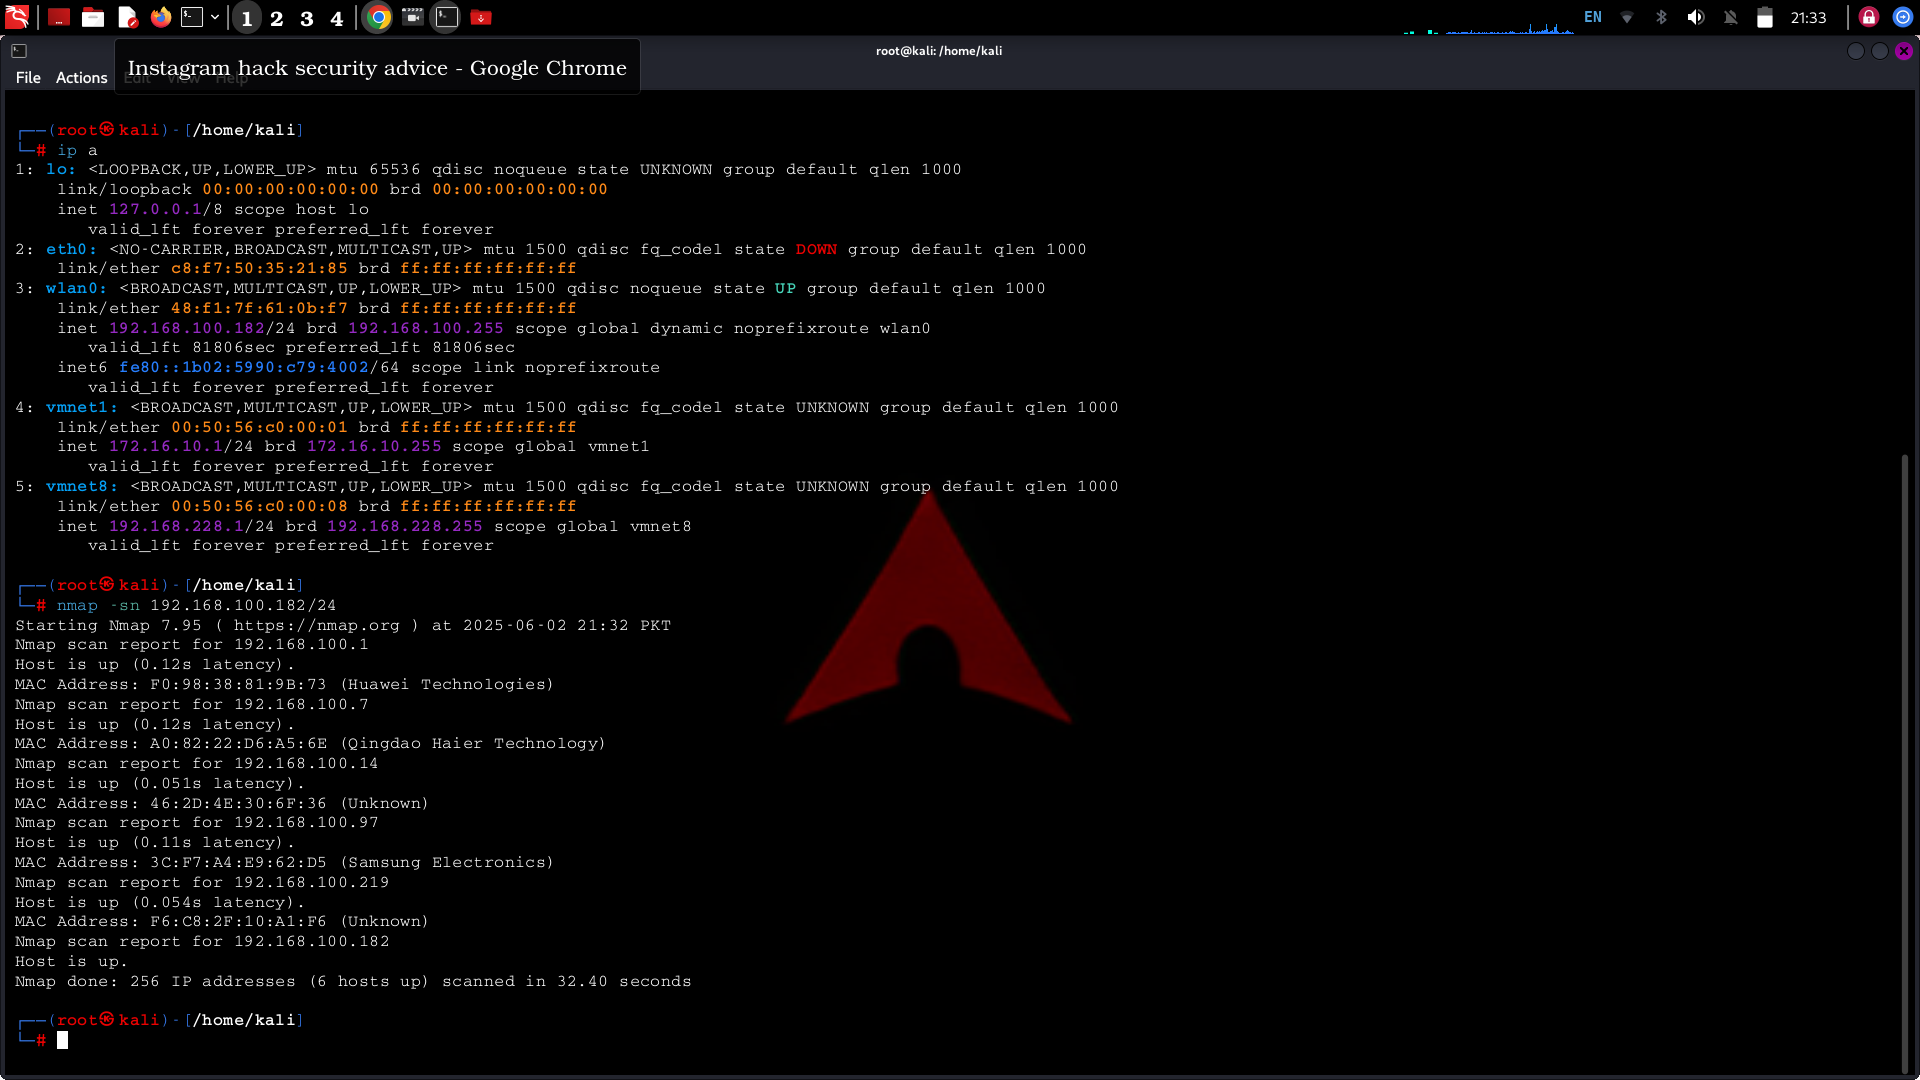 1 2 3 4
EN
21:33
root@kali: /home/kali
Instagram hack security advice - Google Chrome
File Actions Edit View Help
(root㉿kali)-[/home/kali]
# ip a
1: lo: <LOOPBACK,UP,LOWER_UP> mtu 65536 qdisc noqueue state UNKNOWN group default qlen 1000
link/loopback 00:00:00:00:00:00 brd 00:00:00:00:00:00
inet 127.0.0.1/8 scope host lo
valid_lft forever preferred_lft forever
2: eth0: <NO-CARRIER,BROADCAST,MULTICAST,UP> mtu 1500 qdisc fq_codel state DOWN group default qlen 1000
link/ether c8:f7:50:35:21:85 brd ff:ff:ff:ff:ff:ff
3: wlan0: <BROADCAST,MULTICAST,UP,LOWER_UP> mtu 1500 qdisc noqueue state UP group default qlen 1000
link/ether 48:f1:7f:61:0b:f7 brd ff:ff:ff:ff:ff:ff
inet 192.168.100.182/24 brd 192.168.100.255 scope global dynamic noprefixroute wlan0
valid_lft 81806sec preferred_lft 81806sec
inet6 fe80::1b02:5990:c79:4002/64 scope link noprefixroute
valid_lft forever preferred_lft forever
4: vmnet1: <BROADCAST,MULTICAST,UP,LOWER_UP> mtu 1500 qdisc fq_codel state UNKNOWN group default qlen 1000
link/ether 00:50:56:c0:00:01 brd ff:ff:ff:ff:ff:ff
inet 172.16.10.1/24 brd 172.16.10.255 scope global vmnet1
valid_lft forever preferred_lft forever
5: vmnet8: <BROADCAST,MULTICAST,UP,LOWER_UP> mtu 1500 qdisc fq_codel state UNKNOWN group default qlen 1000
link/ether 00:50:56:c0:00:08 brd ff:ff:ff:ff:ff:ff
inet 192.168.228.1/24 brd 192.168.228.255 scope global vmnet8
valid_lft forever preferred_lft forever
(root㉿kali)-[/home/kali]
# nmap -sn 192.168.100.182/24
Starting Nmap 7.95 ( https://nmap.org ) at 2025-06-02 21:32 PKT
Nmap scan report for 192.168.100.1
Host is up (0.12s latency).
MAC Address: F0:98:38:81:9B:73 (Huawei Technologies)
Nmap scan report for 192.168.100.7
Host is up (0.12s latency).
MAC Address: A0:82:22:D6:A5:6E (Qingdao Haier Technology)
Nmap scan report for 192.168.100.14
Host is up (0.051s latency).
MAC Address: 46:2D:4E:30:6F:36 (Unknown)
Nmap scan report for 192.168.100.97
Host is up (0.11s latency).
MAC Address: 3C:F7:A4:E9:62:D5 (Samsung Electronics)
Nmap scan report for 192.168.100.219
Host is up (0.054s latency).
MAC Address: F6:C8:2F:10:A1:F6 (Unknown)
Nmap scan report for 192.168.100.182
Host is up.
Nmap done: 256 IP addresses (6 hosts up) scanned in 32.40 seconds
(root㉿kali)-[/home/kali]
#